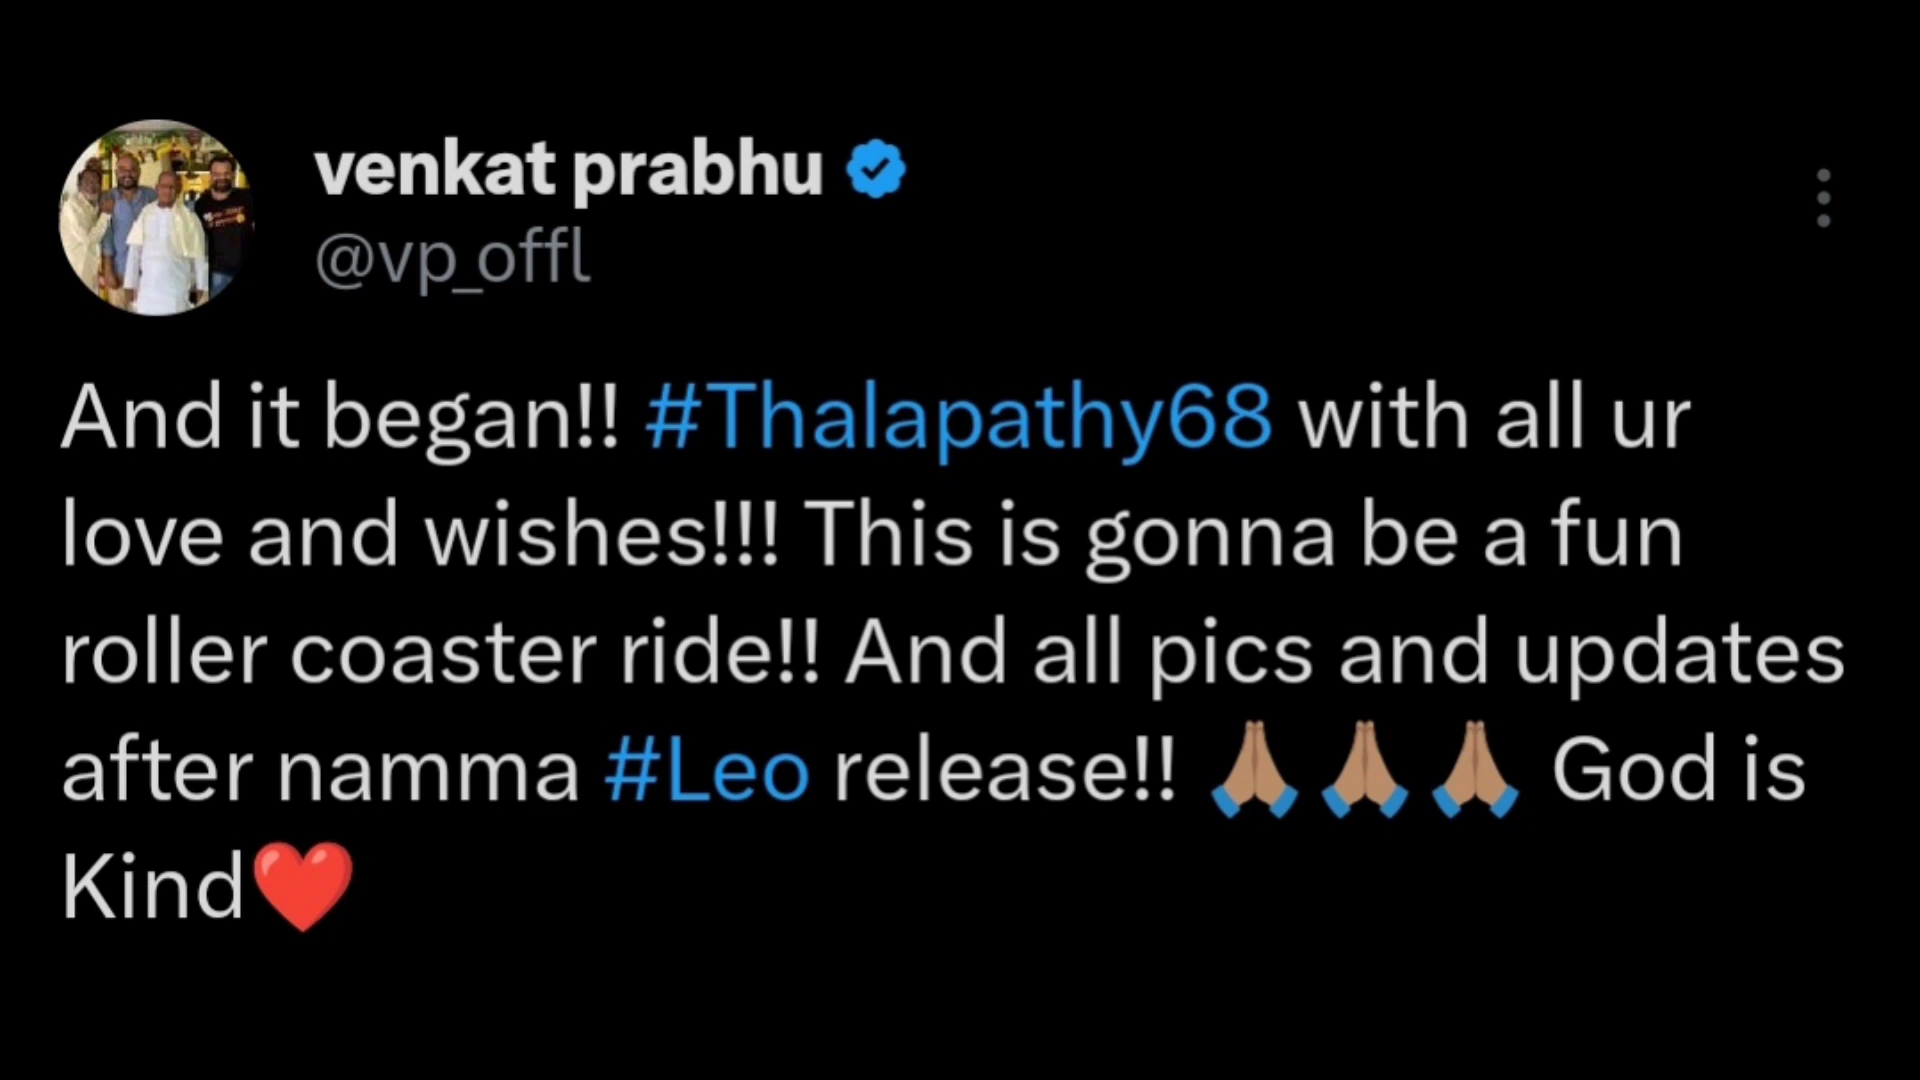 venkat prabhu
@vp_offl
And it began!! #Thalapathy68 with all ur
love and wishes!!! This is gonna be a fun
roller coaster ride!! And all pics and updates
after namma #Leo release!! 🙏🏽🙏🏽🙏🏽 God is
Kind❤️